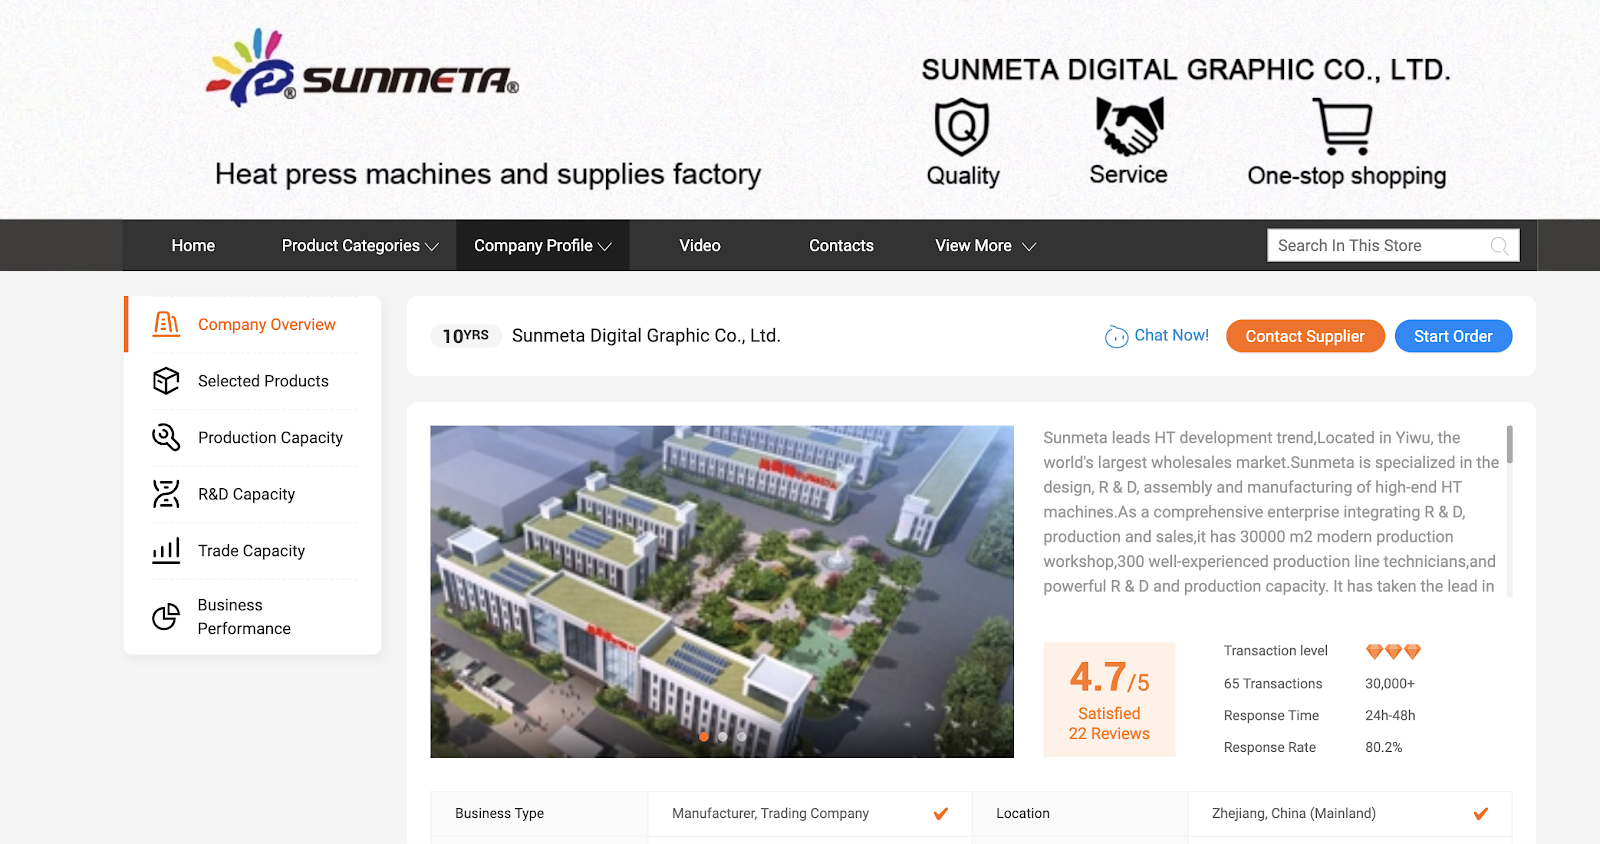 SUNMETA®
SUNMETA DIGITAL GRAPHIC CO., LTD.
Quality
Service
One-stop shopping
Heat press machines and supplies factory
Home
Product Categories
Company Profile
Video
Contacts
View More
Search In This Store
Company Overview
Selected Products
Production Capacity
R&D Capacity
Trade Capacity
Business
Performance
10YRS
Sunmeta Digital Graphic Co., Ltd.
Chat Now!
Contact Supplier
Start Order
Sunmeta leads HT development trend,Located in Yiwu, the
world's largest wholesales market.Sunmeta is specialized in the
design, R & D, assembly and manufacturing of high-end HT
machines.As a comprehensive enterprise integrating R & D,
production and sales,it has 30000 m2 modern production
workshop,300 well-experienced production line technicians,and
powerful R & D and production capacity. It has taken the lead in
4.7/5
Satisfied
22 Reviews
Transaction level
65 Transactions 30,000+
Response Time 24h-48h
Response Rate 80.2%
Business Type Manufacturer, Trading Company Location Zhejiang, China (Mainland)